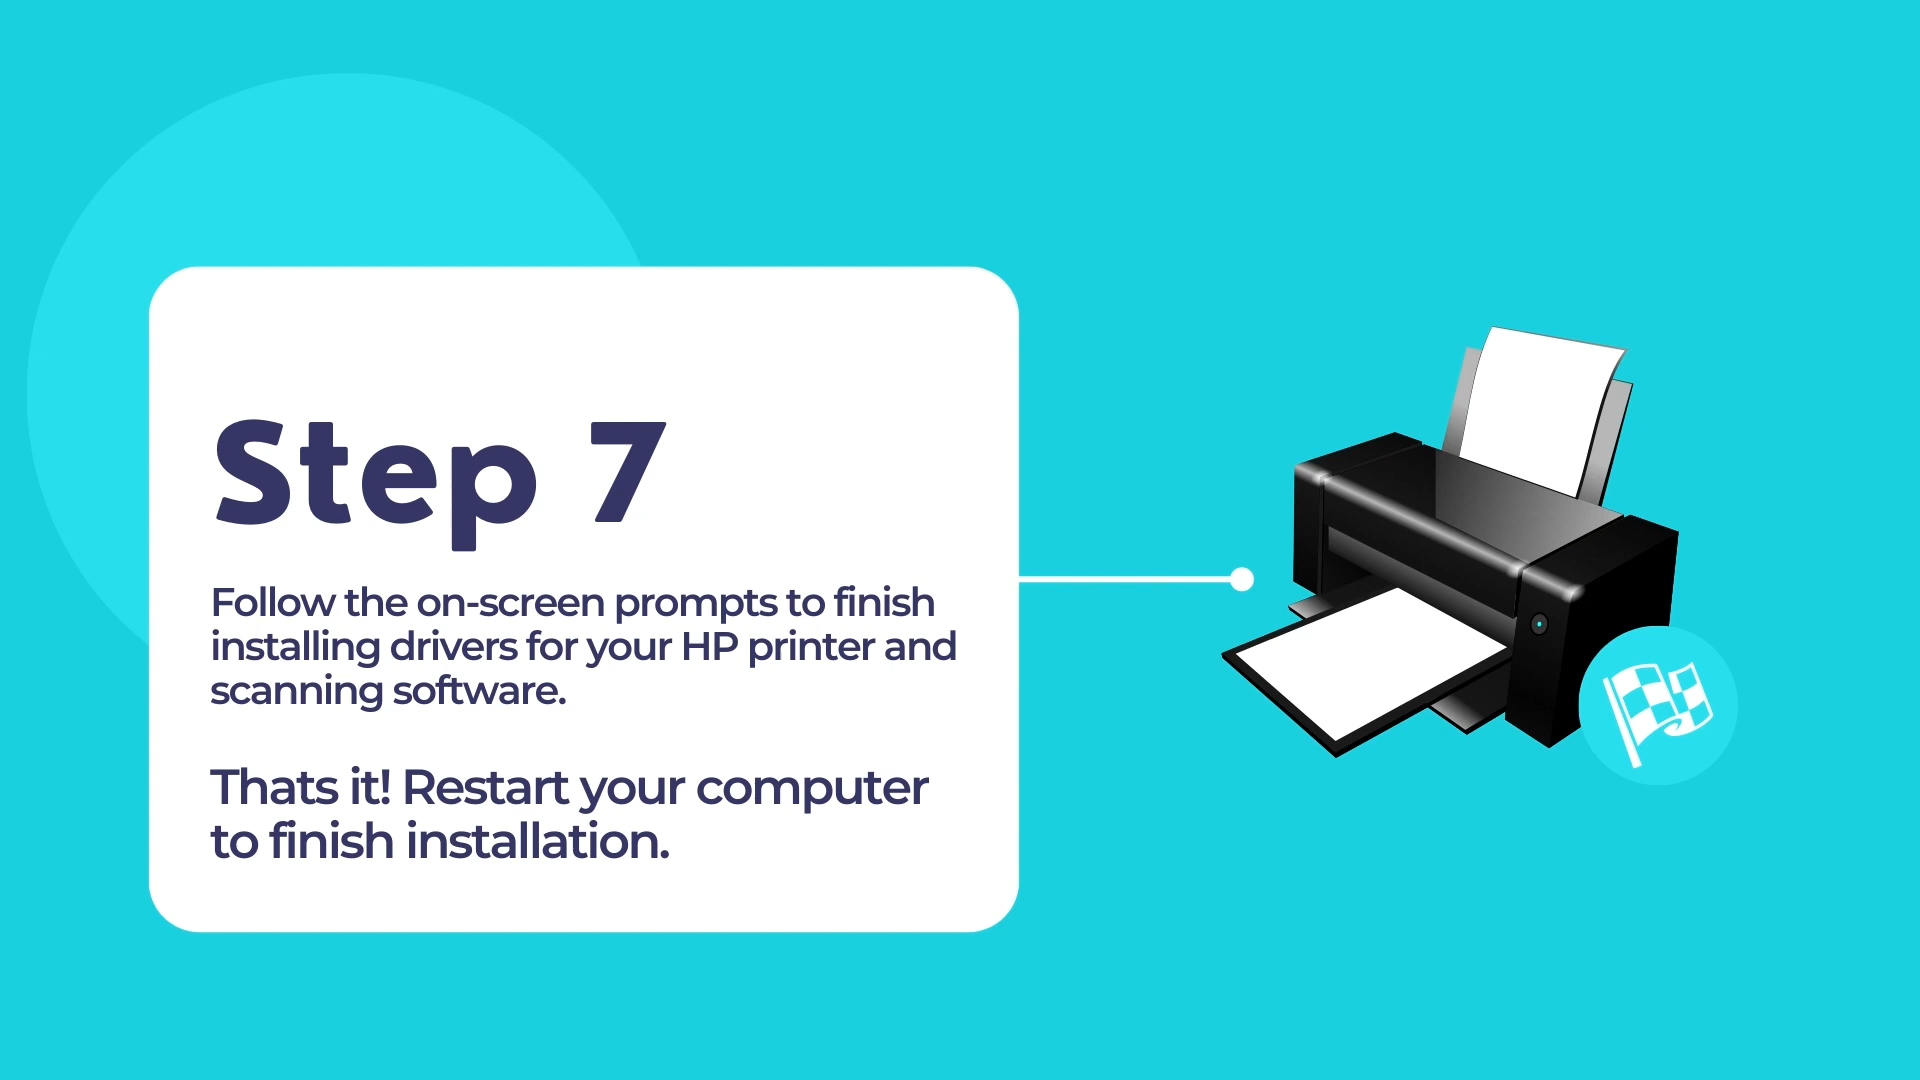 Step 7
Follow the on-screen prompts to finish
installing drivers for your HP printer and
scanning software.
Thats it! Restart your computer
to finish installation.